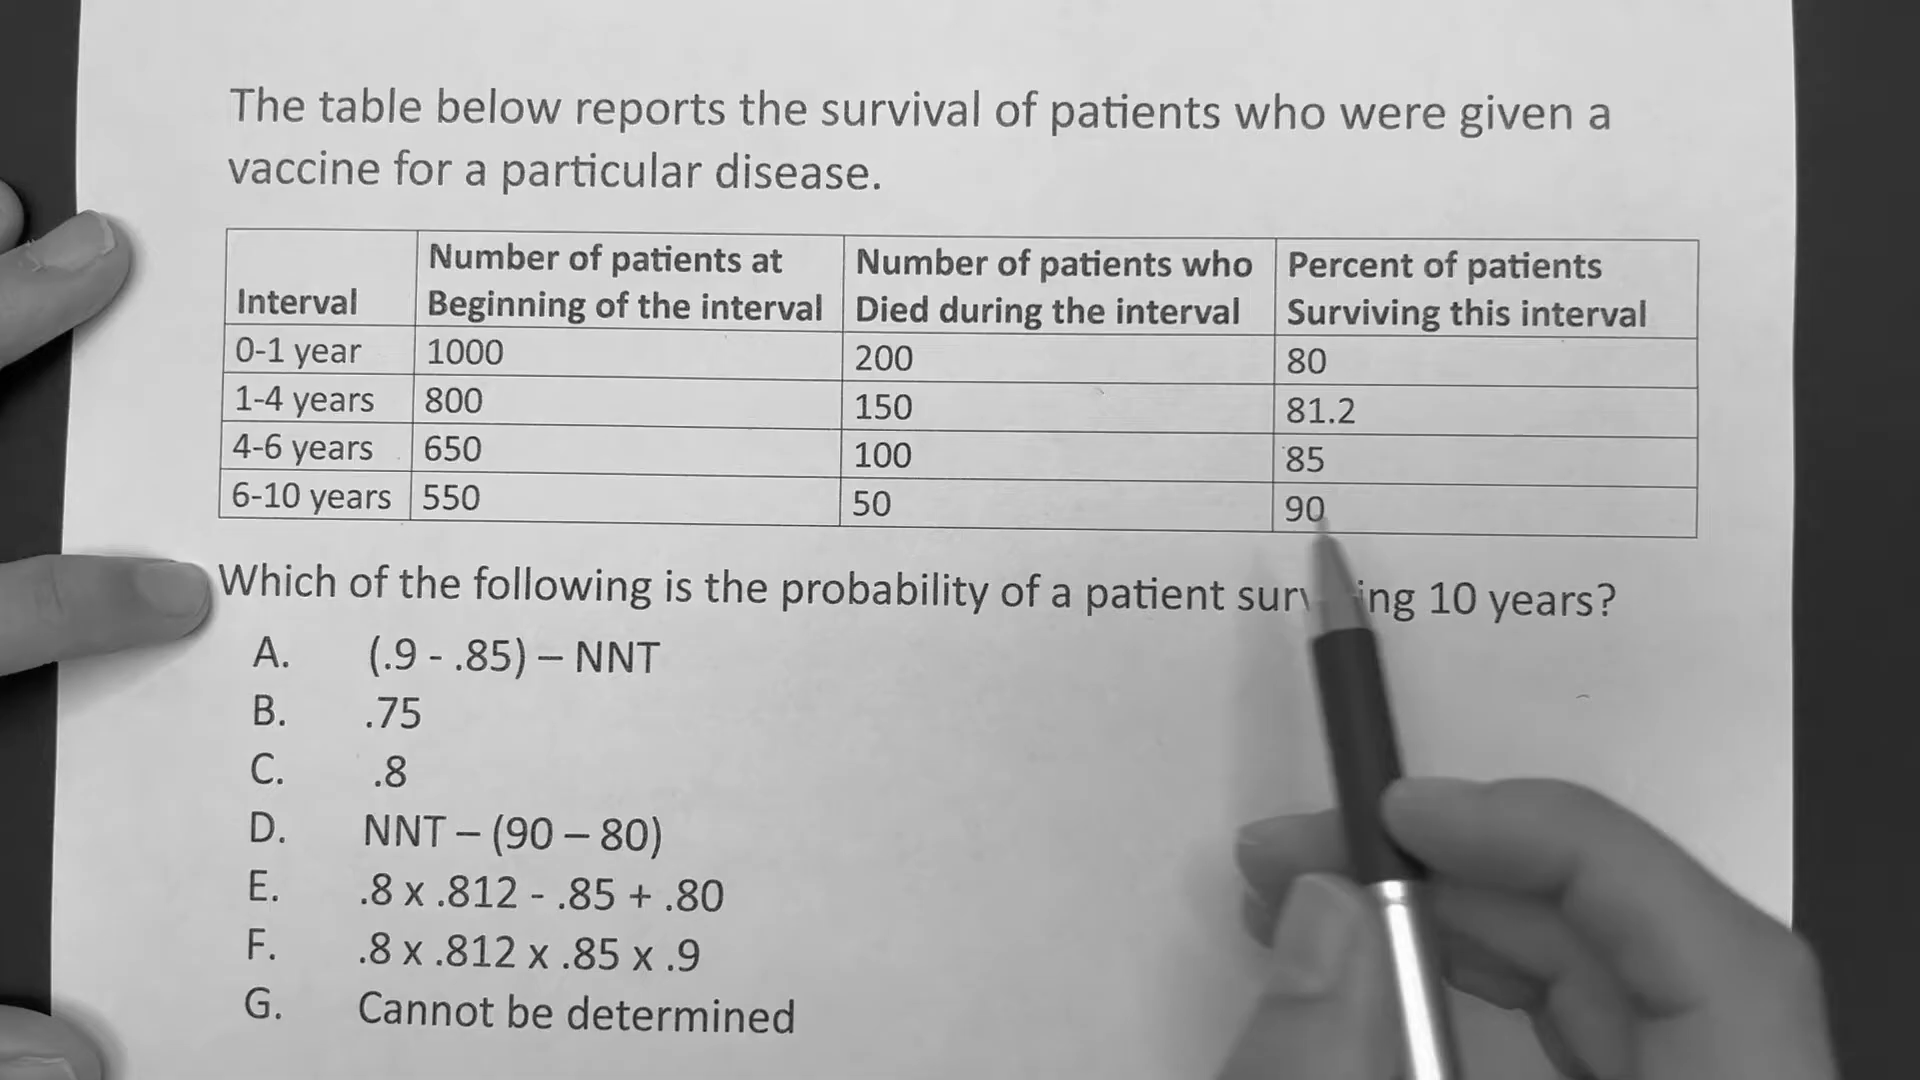 The table below reports the survival of patients who were given a
vaccine for a particular disease.
Interval
Number of patients at
Beginning of the interval
Number of patients who
Died during the interval
Percent of patients
Surviving this interval
0-1 year 1000 200 80
1-4 years 800 150 81.2
4-6 years 650 100 85
6-10 years 550 50 90
Which of the following is the probability of a patient 10 years?
A. (.9 - .85) – NNT
B. .75
C. .8
D. NNT – (90 – 80)
E. .8 x .812 - .85 + .80
F. .8 x .812 x .85 x .9
G. Cannot be determined